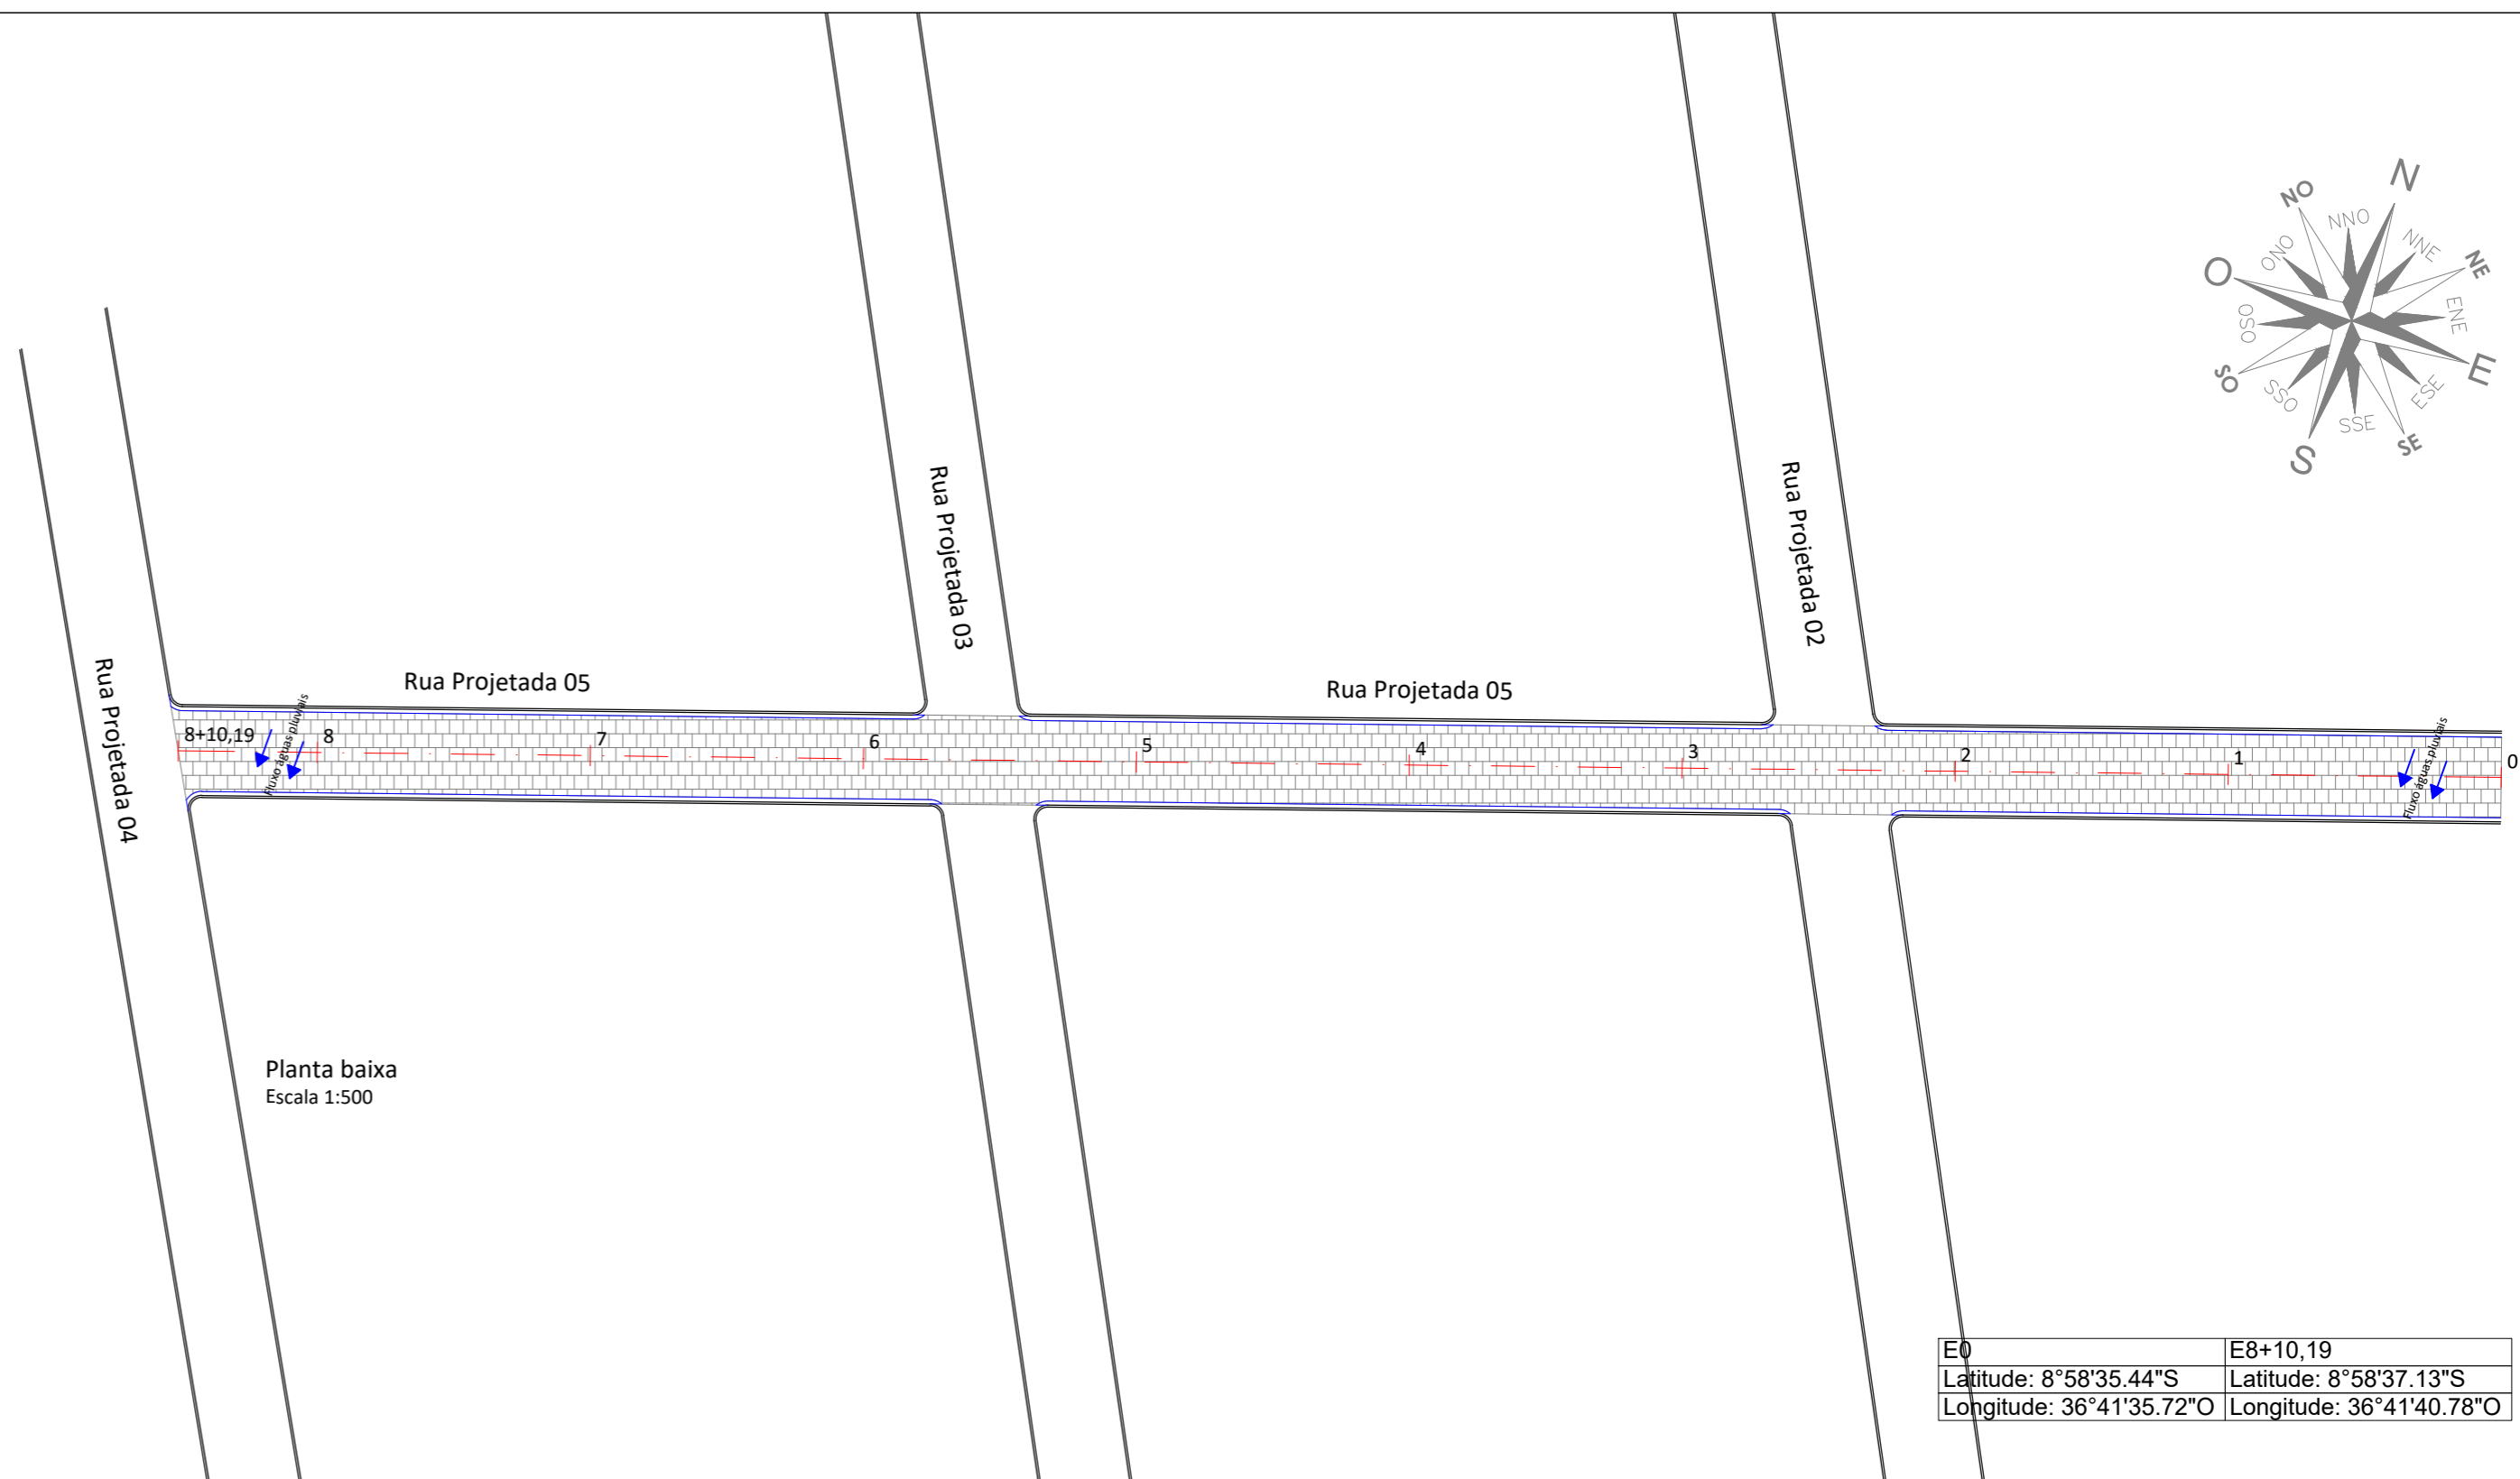 N
NO
NNO
NNE
NE
ONO
O
ENE
OSO
E
SO
SSO
ESE
SSE
SE
S
Rua Projetada 03
Rua Projetada 02
Rua Projetada 04
Rua Projetada 05
Rua Projetada 05
Fluxo águas pluviais
Fluxo águas pluviais
8+10,19
8
7
6
5
4
3
2
1
0
Planta baixa
Escala 1:500
E0 E8+10,19
Latitude: 8°58'35.44"S Latitude: 8°58'37.13"S
Longitude: 36°41'35.72"O Longitude: 36°41'40.78"O